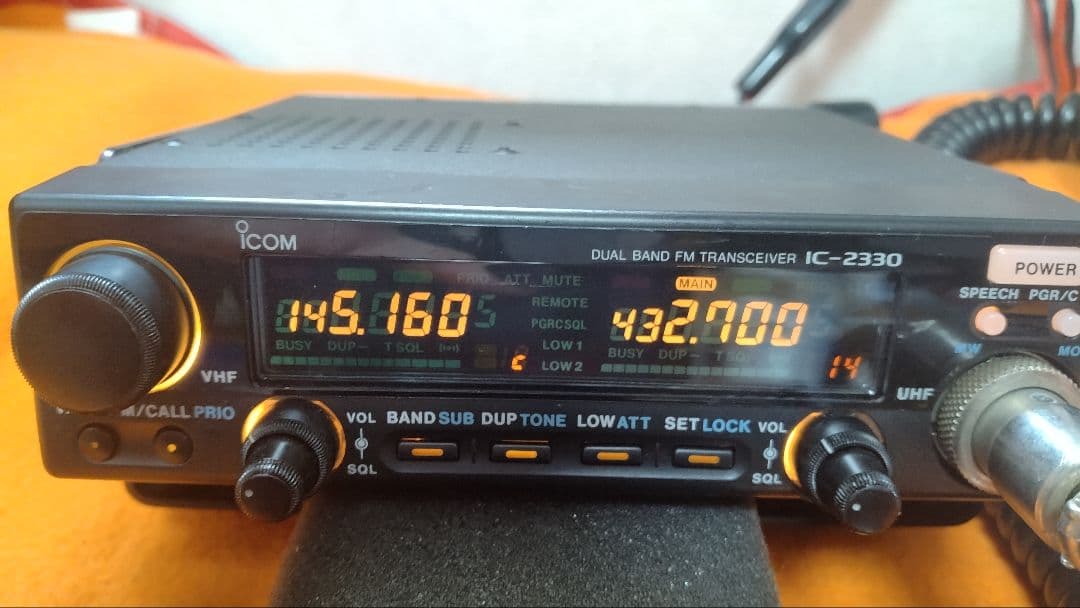 iCOM
DUAL BAND FM TRANSCEIVER IC-2330
POWER
SPEECH PGR/C
PRIO ATT MUTE
MAIN
145.160
REMOTE
432.700
PGRCSQL
BUSY DUP– T SQL
LOW 1
BUSY DUP– T SQL
c
LOW 2
14
VHF
UHF
M/CALL PRIO
VOL
SQL
BAND SUB DUP TONE LOW ATT SET LOCK
VOL
SQL